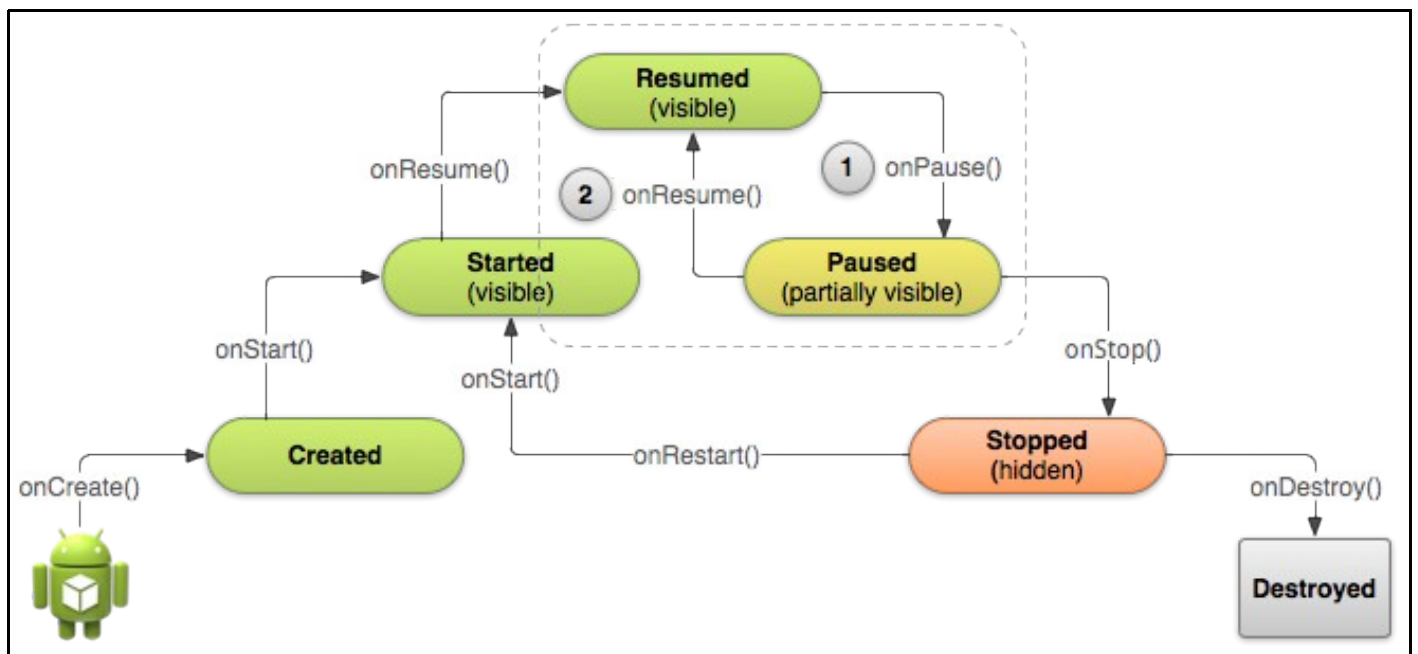 Resumed
(visible)
onResume()
1
onPause()
2
onResume()
Started
(visible)
Paused
(partially visible)
onStart()
onStart()
onStop()
Created
onRestart()
Stopped
(hidden)
onCreate()
onDestroy()
Destroyed